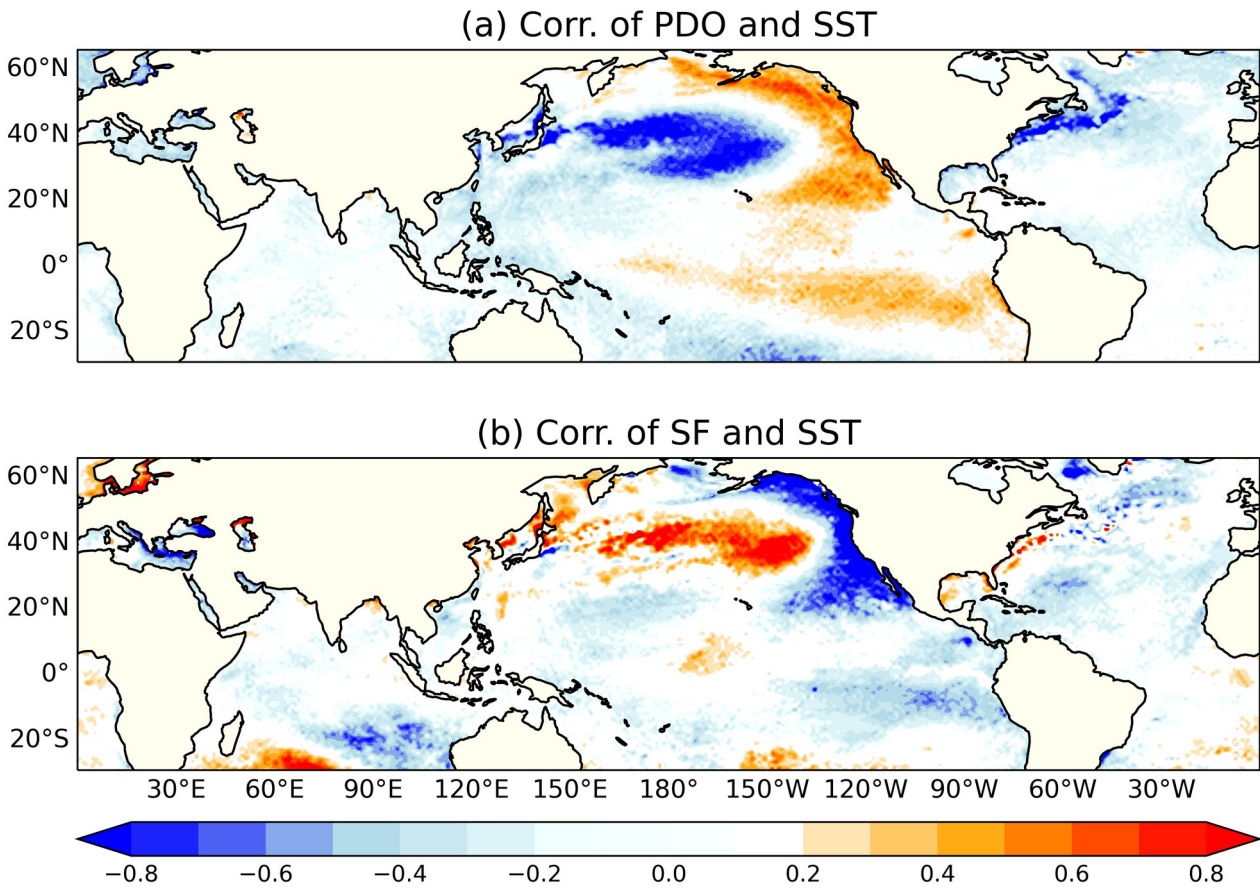 (a) Corr. of PDO and SST
60°N
40°N
20°N
0°
20°S
(b) Corr. of SF and SST
60°N
40°N
20°N
0°
20°S
30°E 60°E 90°E 120°E 150°E 180° 150°W 120°W 90°W 60°W 30°W
−0.8 −0.6 −0.4 −0.2 0.0 0.2 0.4 0.6 0.8